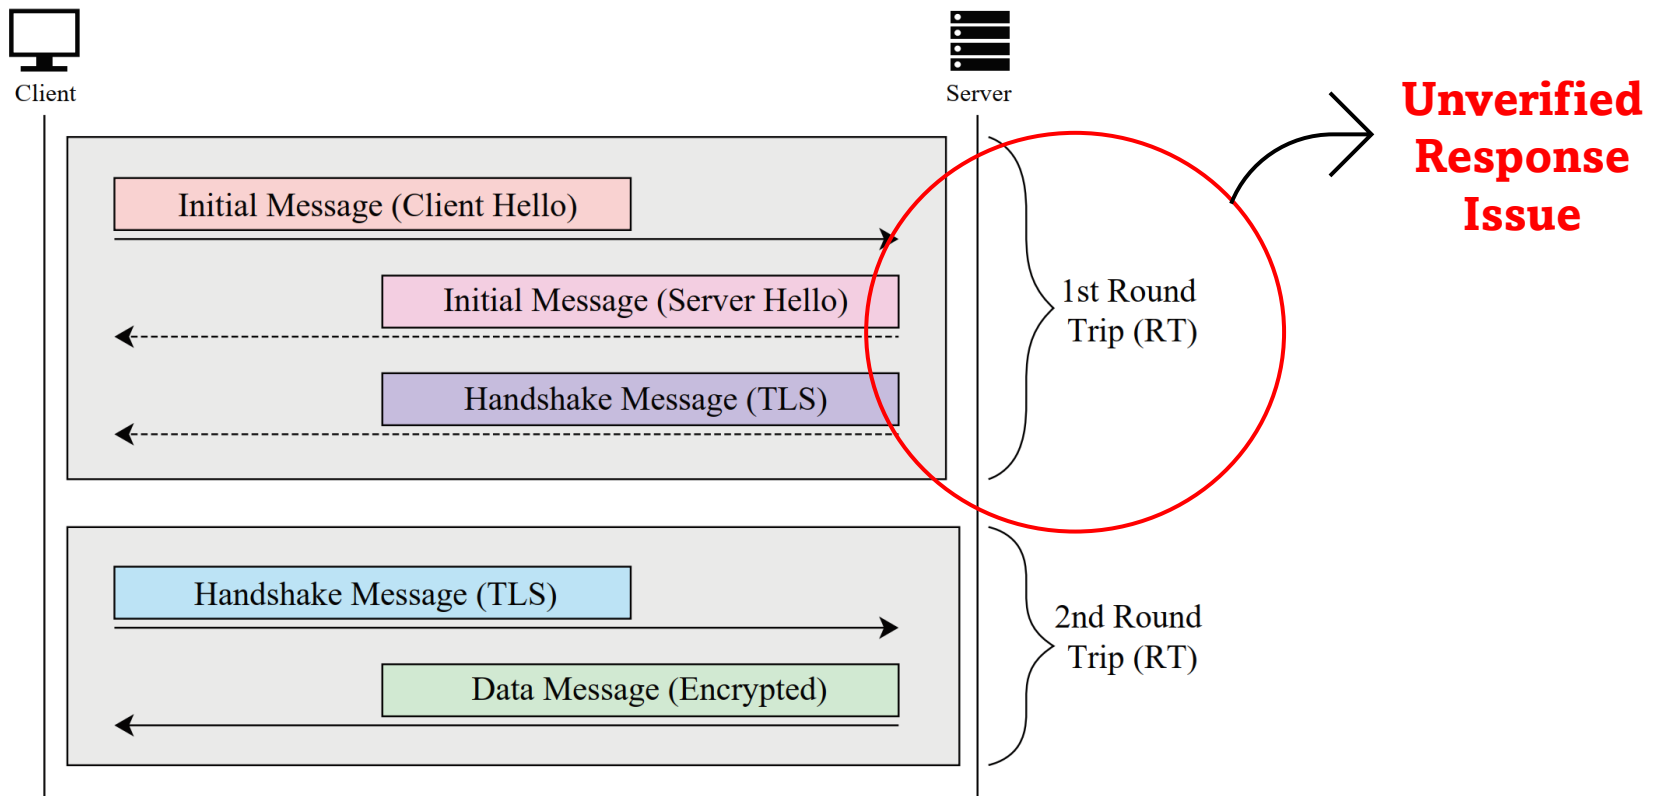 Client
Server
Unverified
Response
Issue
Initial Message (Client Hello)
Initial Message (Server Hello)
1st Round
Trip (RT)
Handshake Message (TLS)
Handshake Message (TLS)
2nd Round
Trip (RT)
Data Message (Encrypted)